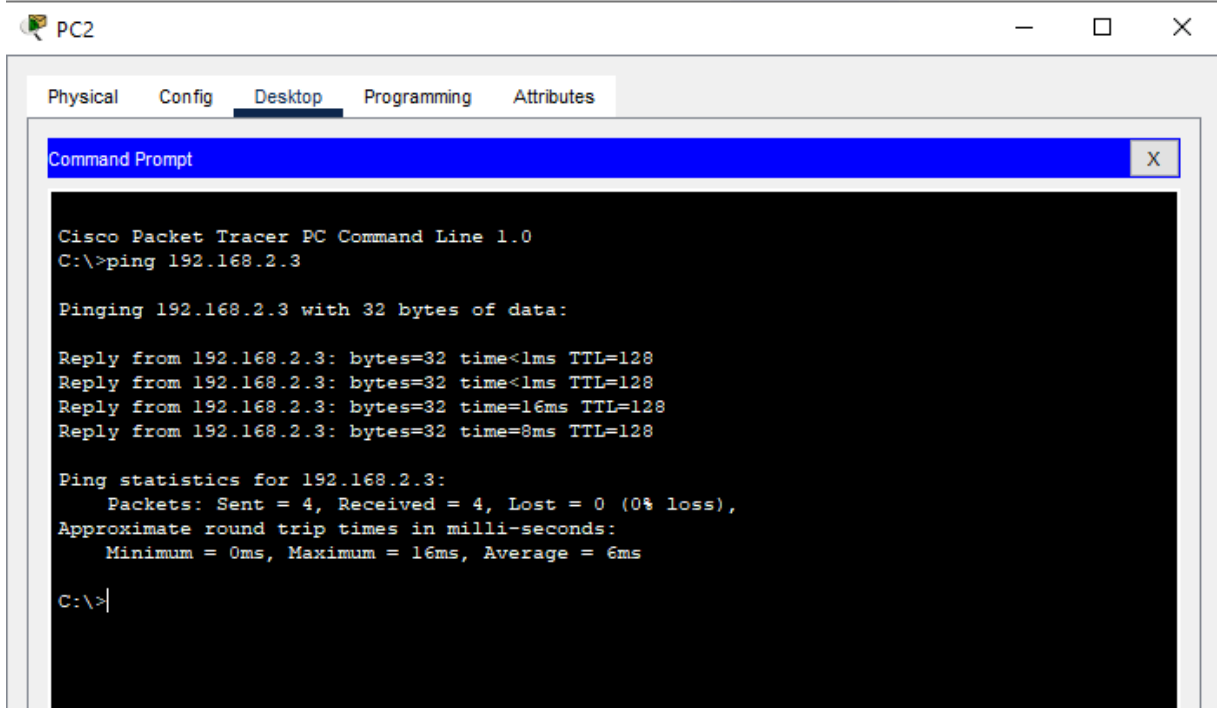 PC2
Physical Config Desktop Programming Attributes
Command Prompt X
Cisco Packet Tracer PC Command Line 1.0
C:\>ping 192.168.2.3
Pinging 192.168.2.3 with 32 bytes of data:
Reply from 192.168.2.3: bytes=32 time<1ms TTL=128
Reply from 192.168.2.3: bytes=32 time<1ms TTL=128
Reply from 192.168.2.3: bytes=32 time=16ms TTL=128
Reply from 192.168.2.3: bytes=32 time=8ms TTL=128
Ping statistics for 192.168.2.3:
Packets: Sent = 4, Received = 4, Lost = 0 (0% loss),
Approximate round trip times in milli-seconds:
Minimum = 0ms, Maximum = 16ms, Average = 6ms
C:\>